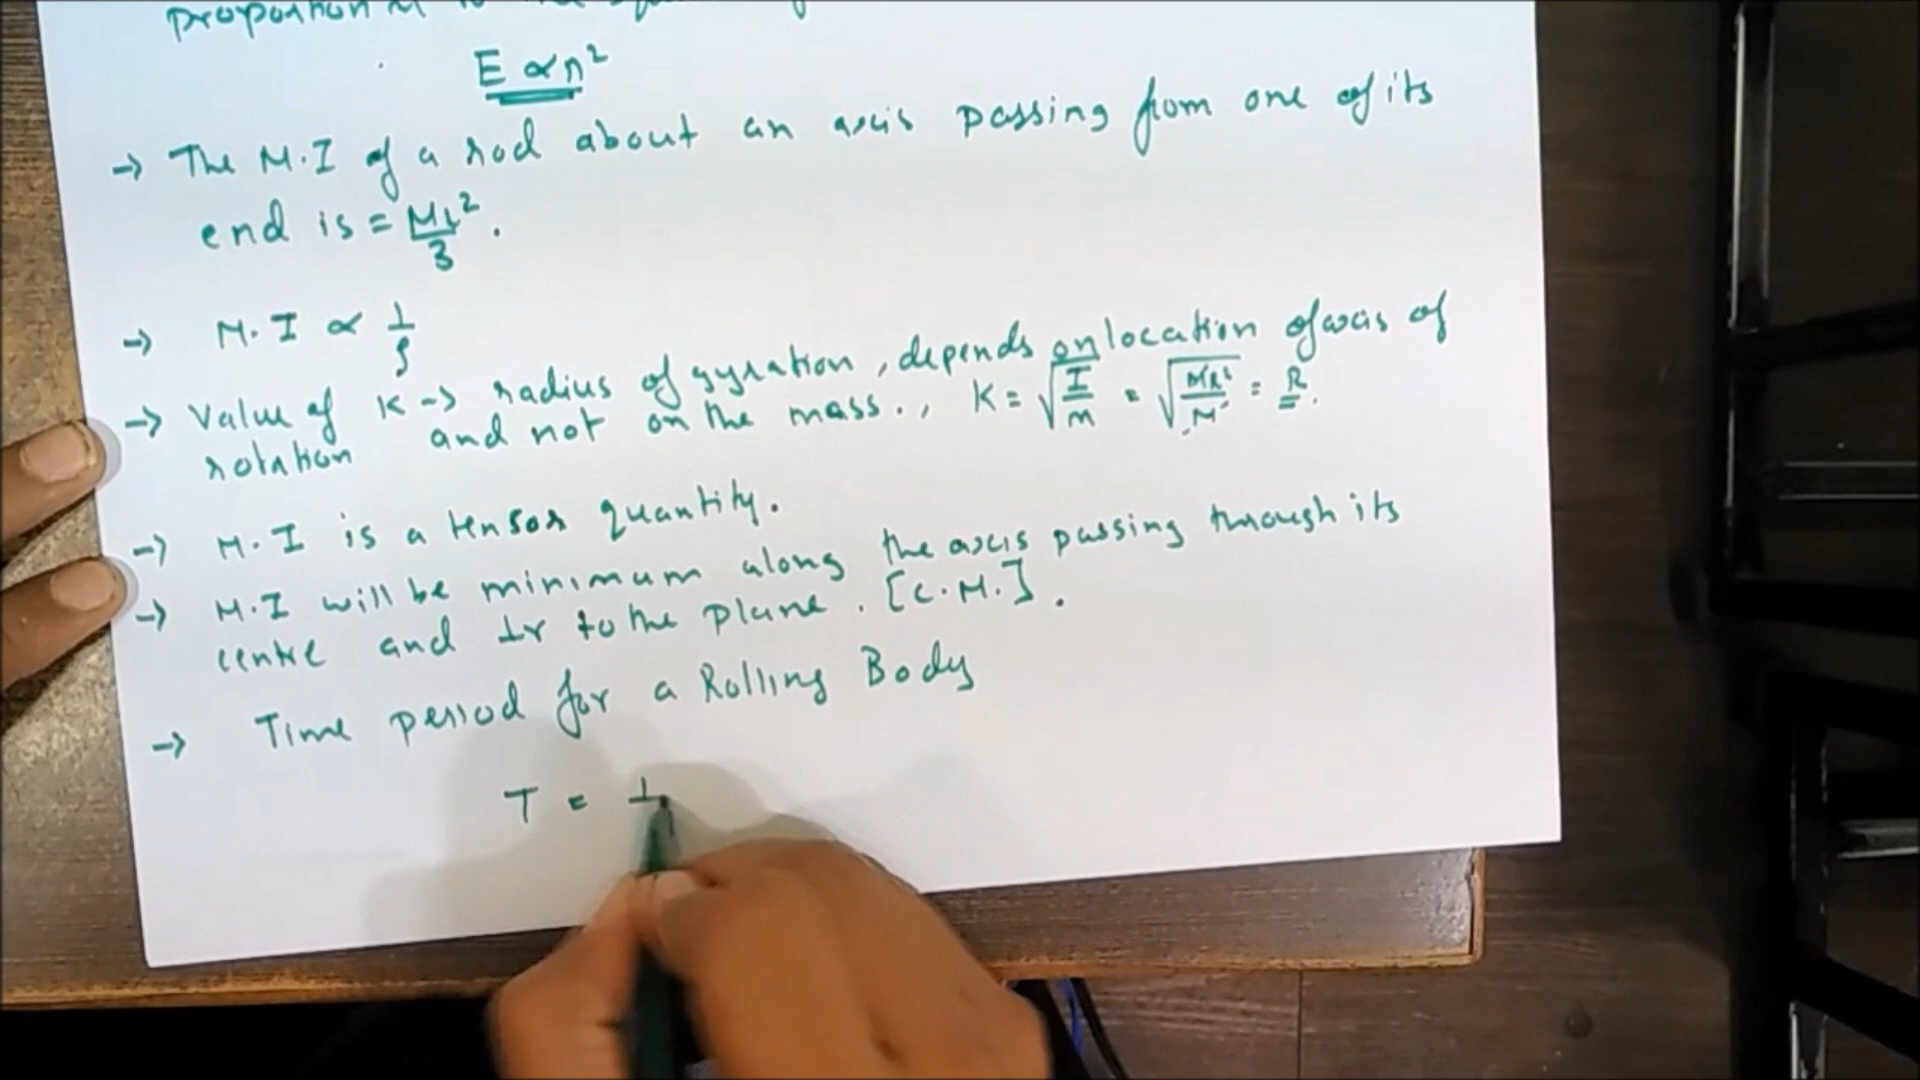 E ∝ n²
→ The M.I of a rod about an axis passing from one of its
end is = ML²/3 .
→ M.I ∝ 1/ρ
→ Value of K → radius of gyration, depends on location of axis of
rotation and not on the mass., K = √(I/m) = √(MR²/M) = R.
→ M.I is a tensor quantity.
→ M.I will be minimum along the axis passing through its
centre and ⊥r to the plane. [C.M.].
→ Time period for a Rolling Body
T = 1